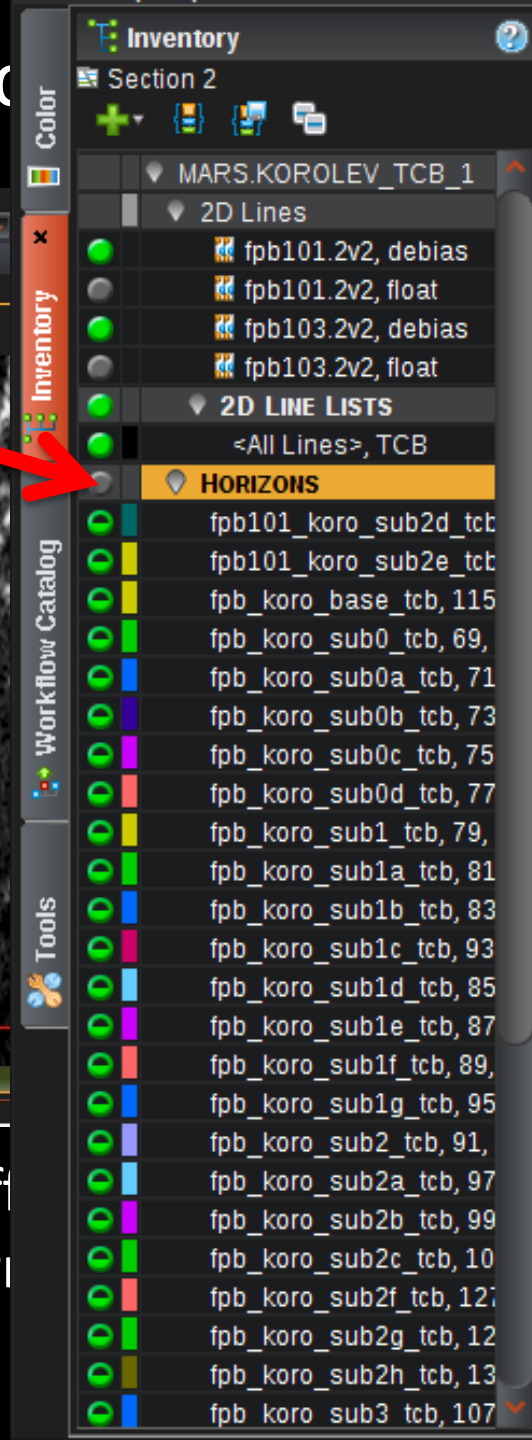 Color
Inventory
Workflow Catalog
Tools
Inventory
Section 2
MARS.KOROLEV_TCB_1
2D Lines
fpb101.2v2, debias
fpb101.2v2, float
fpb103.2v2, debias
fpb103.2v2, float
2D LINE LISTS
<All Lines>, TCB
HORIZONS
fpb101_koro_sub2d_tcb
fpb101_koro_sub2e_tcb
fpb_koro_base_tcb, 115
fpb_koro_sub0_tcb, 69,
fpb_koro_sub0a_tcb, 71
fpb_koro_sub0b_tcb, 73
fpb_koro_sub0c_tcb, 75
fpb_koro_sub0d_tcb, 77
fpb_koro_sub1_tcb, 79,
fpb_koro_sub1a_tcb, 81
fpb_koro_sub1b_tcb, 83
fpb_koro_sub1c_tcb, 93
fpb_koro_sub1d_tcb, 85
fpb_koro_sub1e_tcb, 87
fpb_koro_sub1f_tcb, 89,
fpb_koro_sub1g_tcb, 95
fpb_koro_sub2_tcb, 91,
fpb_koro_sub2a_tcb, 97
fpb_koro_sub2b_tcb, 99
fpb_koro_sub2c_tcb, 10
fpb_koro_sub2f_tcb, 127
fpb_koro_sub2g_tcb, 12
fpb_koro_sub2h_tcb, 13
fpb_koro_sub3_tcb, 107